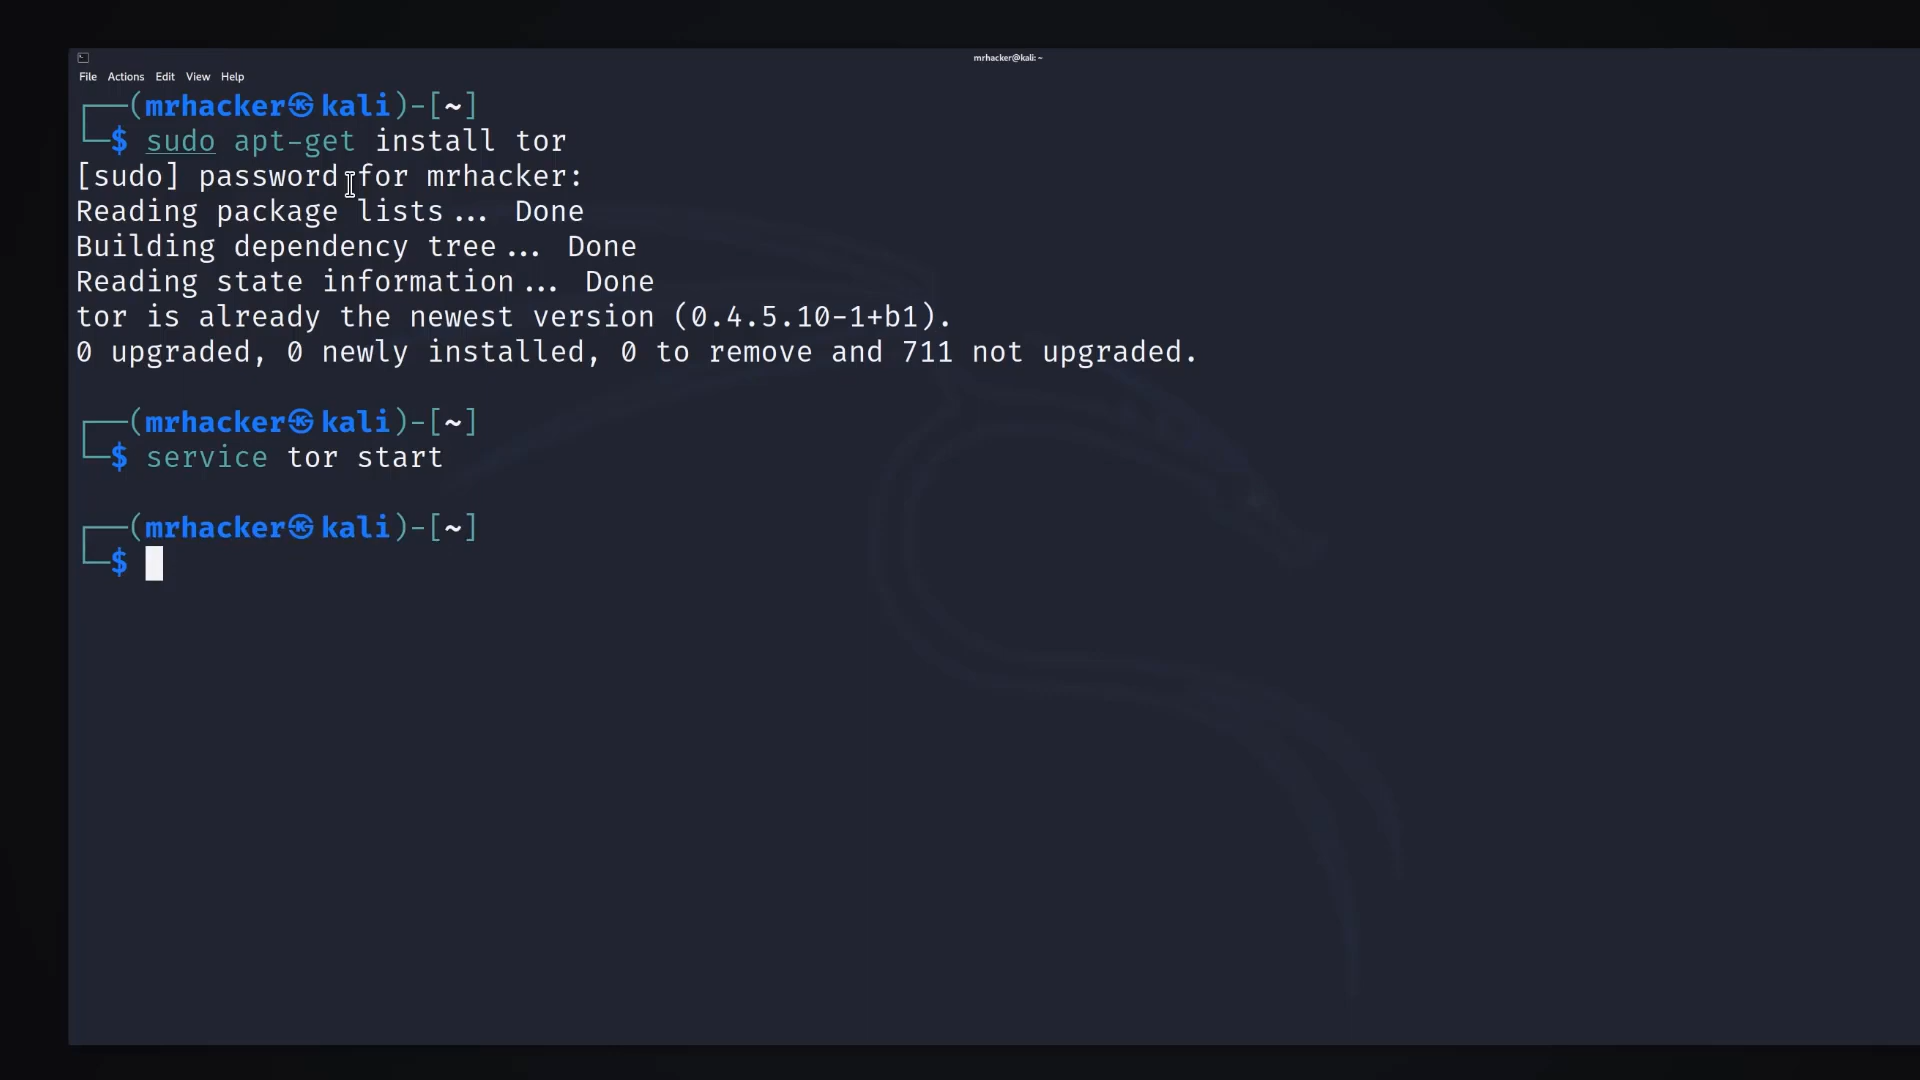 mrhacker@kali: ~
File Actions Edit View Help
┌──(mrhacker㉿kali)-[~]
└─$ sudo apt-get install tor
[sudo] password for mrhacker:
Reading package lists... Done
Building dependency tree... Done
Reading state information... Done
tor is already the newest version (0.4.5.10-1+b1).
0 upgraded, 0 newly installed, 0 to remove and 711 not upgraded.
┌──(mrhacker㉿kali)-[~]
└─$ service tor start
┌──(mrhacker㉿kali)-[~]
└─$